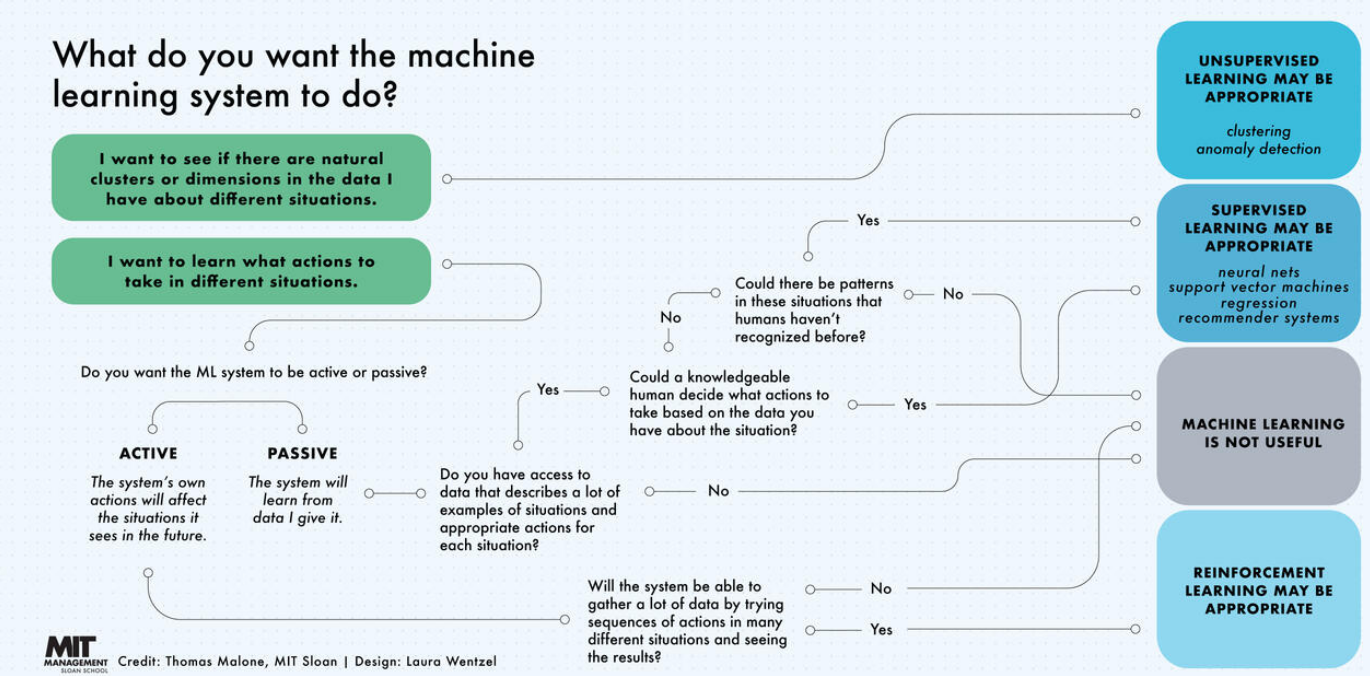 What do you want the machine
learning system to do?
I want to see if there are natural
clusters or dimensions in the data I
have about different situations.
I want to learn what actions to
take in different situations.
Do you want the ML system to be active or passive?
ACTIVE
The system's own
actions will affect
the situations it
sees in the future.
PASSIVE
The system will
learn from
data I give it.
Do you have access to
data that describes a lot of
examples of situations and
appropriate actions for
each situation?
Yes
No
Could a knowledgeable
human decide what actions to
take based on the data you
have about the situation?
No
Yes
Could there be patterns
in these situations that
humans haven't
recognized before?
Yes
No
Will the system be able to
gather a lot of data by trying
sequences of actions in many
different situations and seeing
the results?
No
Yes
UNSUPERVISED
LEARNING MAY BE
APPROPRIATE
clustering
anomaly detection
SUPERVISED
LEARNING MAY BE
APPROPRIATE
neural nets
support vector machines
regression
recommender systems
MACHINE LEARNING
IS NOT USEFUL
REINFORCEMENT
LEARNING MAY BE
APPROPRIATE
MIT
MANAGEMENT
SLOAN SCHOOL
Credit: Thomas Malone, MIT Sloan | Design: Laura Wentzel